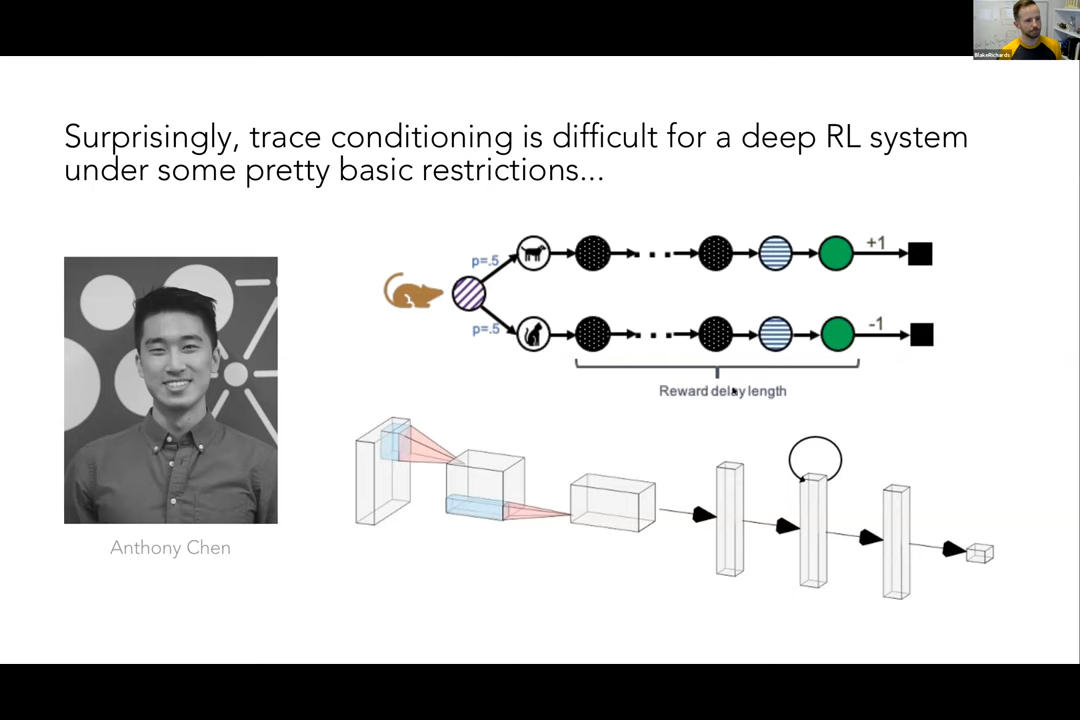 BlakeRichards
Surprisingly, trace conditioning is difficult for a deep RL system
under some pretty basic restrictions...
p=.5
+1
p=.5
-1
Reward delay length
Anthony Chen